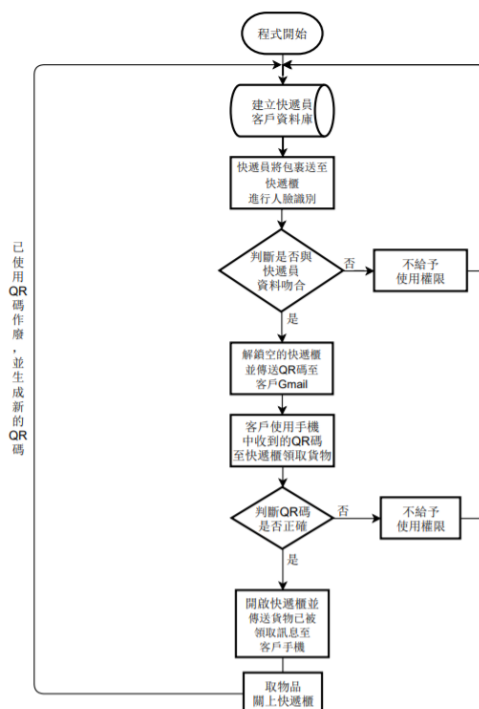 程式開始
建立快遞員
客戶資料庫
快遞員將包裹送至
快遞櫃
進行人臉識別
判斷是否與
快遞員
資料吻合
否
不給予
使用權限
是
解鎖空的快遞櫃
並傳送QR碼至
客戶Gmail
客戶使用手機
中收到的QR碼
至快遞櫃領取貨物
判斷QR碼
是否正確
否
不給予
使用權限
是
開啟快遞櫃並
傳送貨物已被
領取訊息至
客戶手機
取物品
關上快遞櫃
已
使
用
QR
碼
作
廢
，
並
生
成
新
的
QR
碼